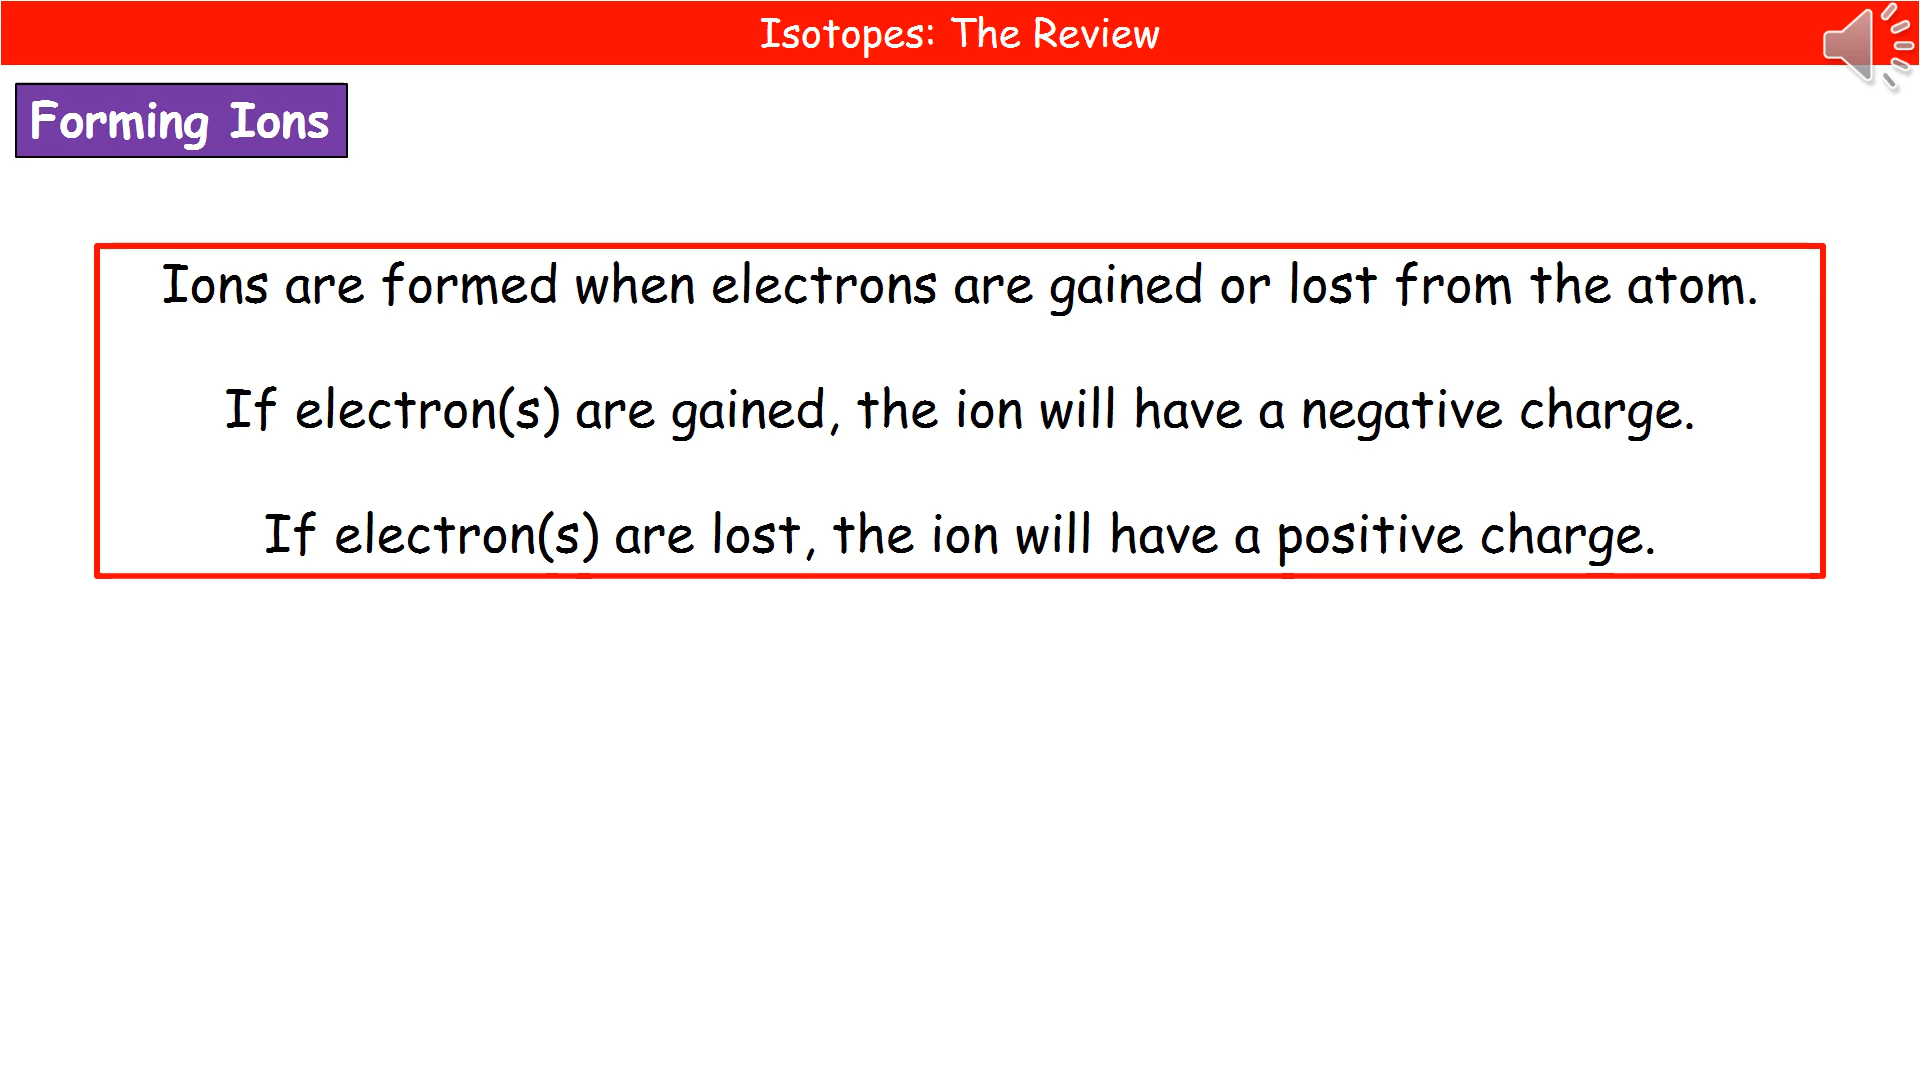 Isotopes: The Review
Forming Ions
Ions are formed when electrons are gained or lost from the atom.
If electron(s) are gained, the ion will have a negative charge.
If electron(s) are lost, the ion will have a positive charge.